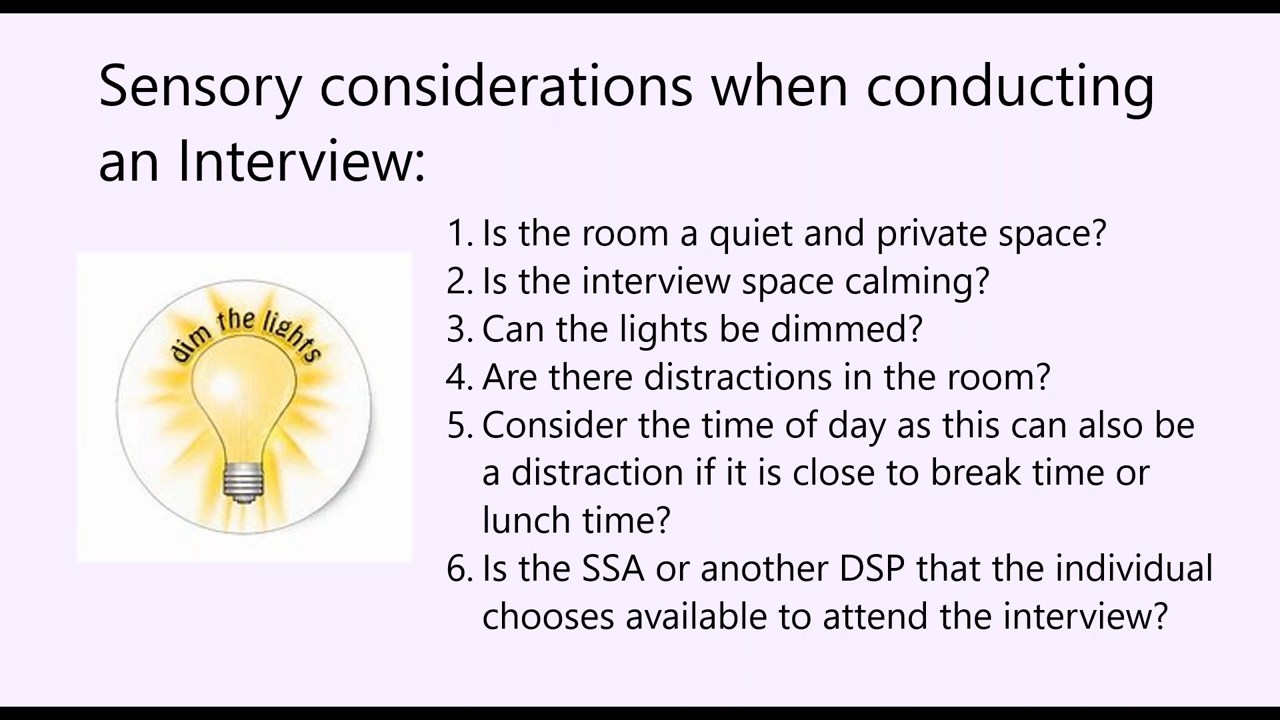 Sensory considerations when conducting
an Interview:
dim the lights
1. Is the room a quiet and private space?
2. Is the interview space calming?
3. Can the lights be dimmed?
4. Are there distractions in the room?
5. Consider the time of day as this can also be
a distraction if it is close to break time or
lunch time?
6. Is the SSA or another DSP that the individual
chooses available to attend the interview?